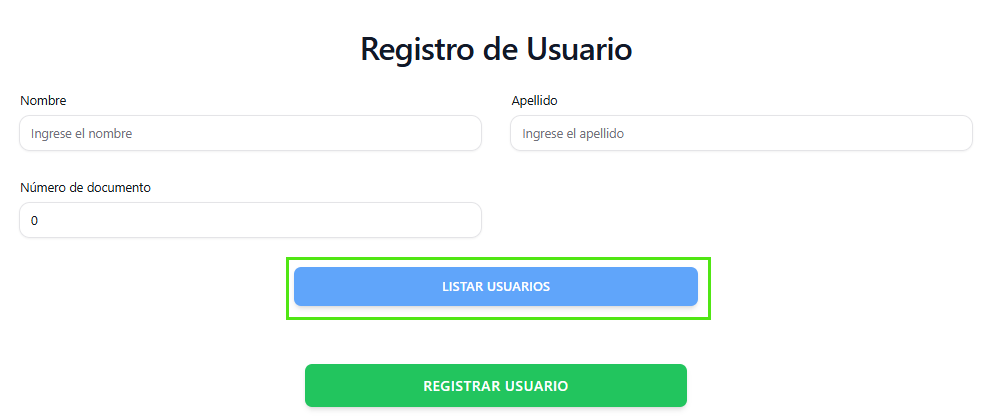 Registro de Usuario
Nombre
Apellido
Ingrese el nombre
Ingrese el apellido
Número de documento
0
LISTAR USUARIOS
REGISTRAR USUARIO